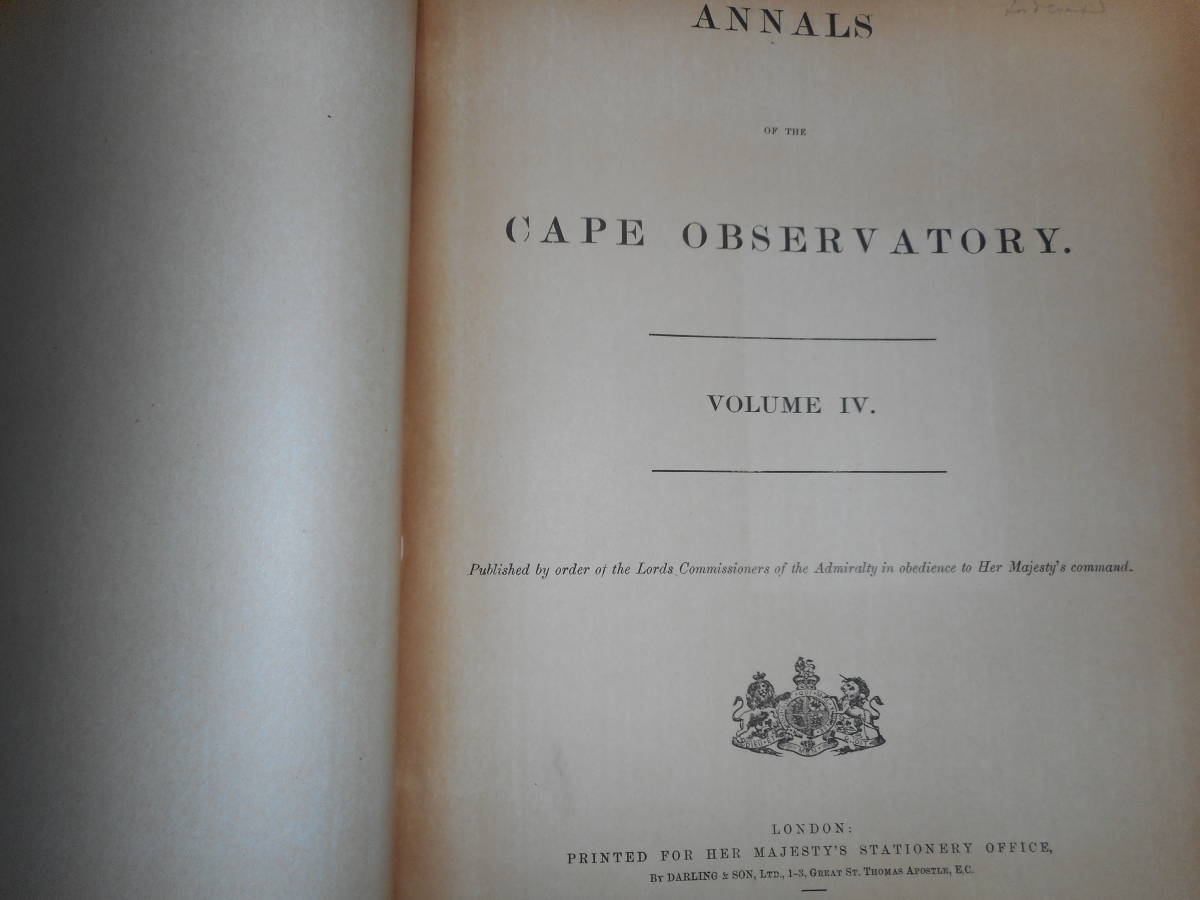 ANNALS
OF THE
CAPE OBSERVATORY.
VOLUME IV.
Published by order of the Lords Commissioners of the Admiralty in obedience to Her Majesty's command.
LONDON:
PRINTED FOR HER MAJESTY'S STATIONERY OFFICE,
BY DARLING & SON, LTD., 1-3, GREAT ST. THOMAS APOSTLE, E.C.